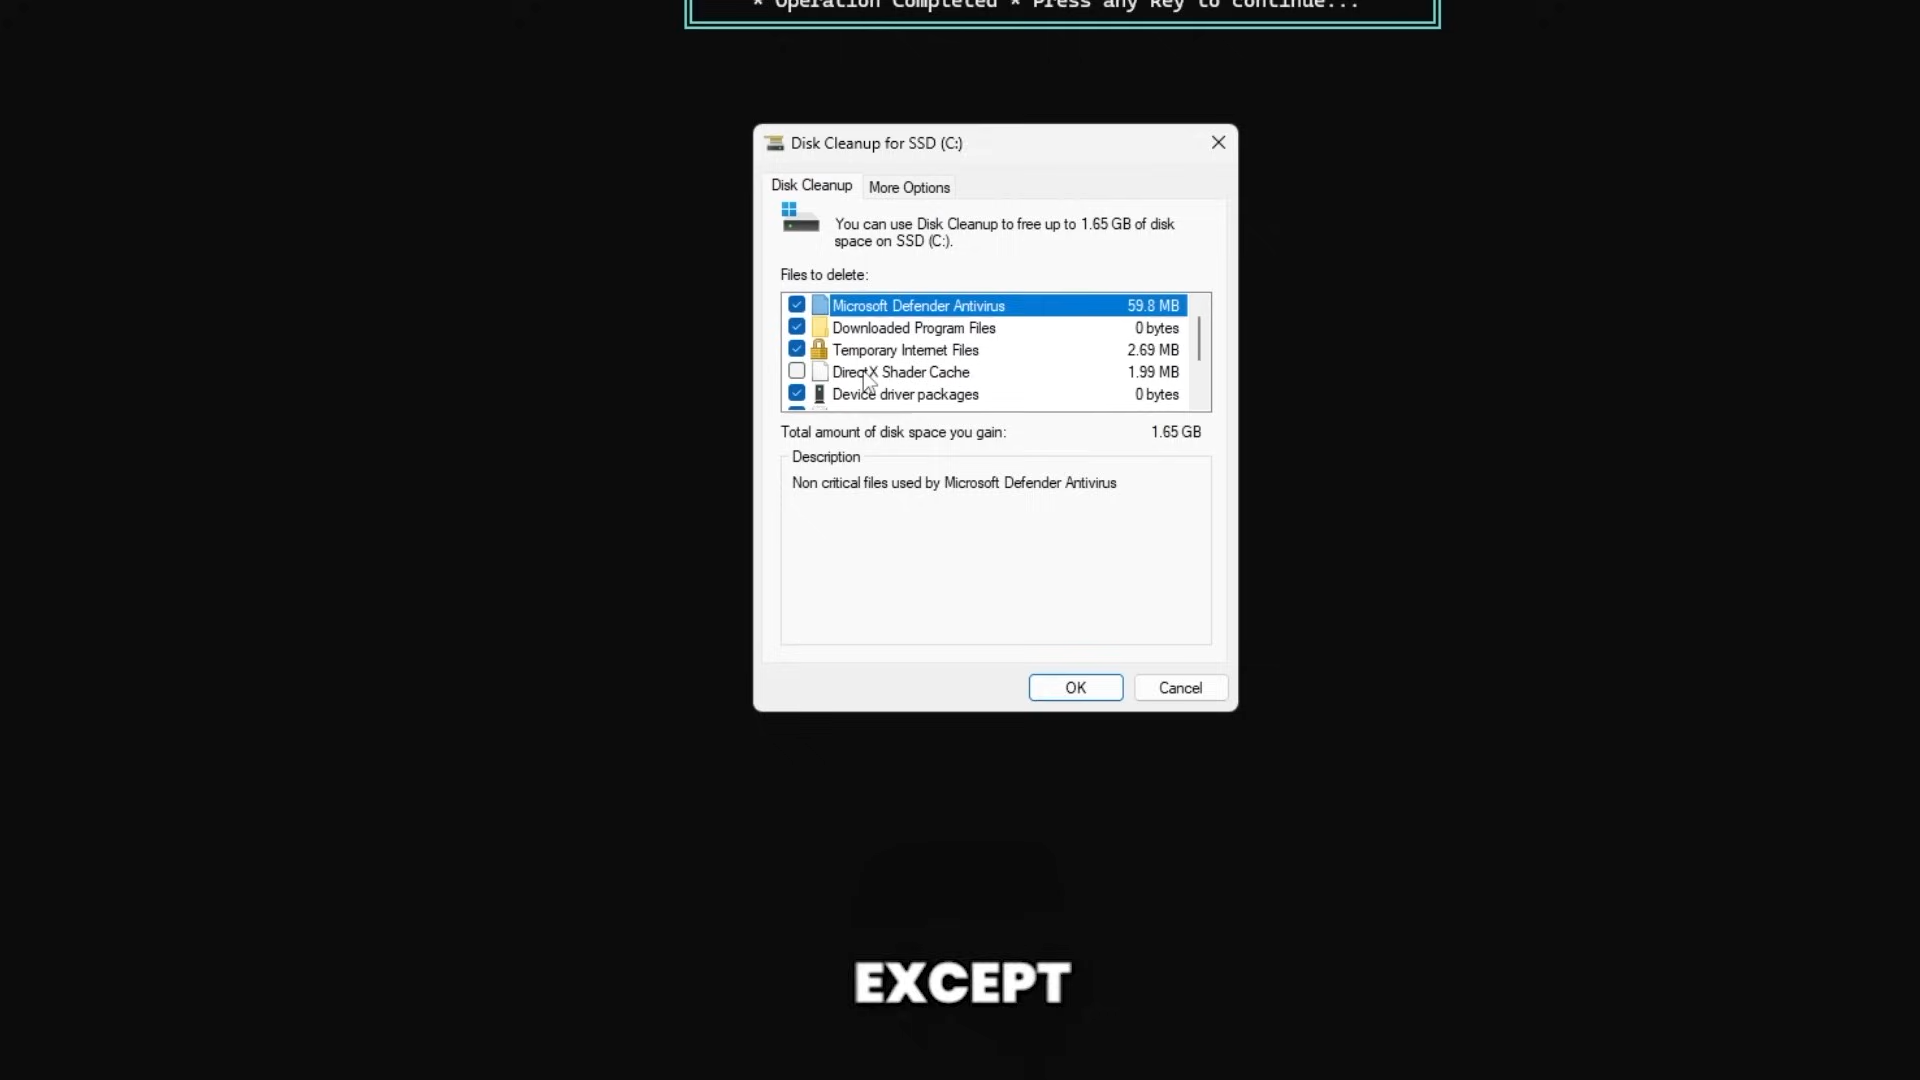 * Operation Completed * Press any Key to continue...
Disk Cleanup for SSD (C:)
Disk Cleanup
More Options
You can use Disk Cleanup to free up to 1.65 GB of disk
space on SSD (C:).
Files to delete:
Microsoft Defender Antivirus 59.8 MB
Downloaded Program Files 0 bytes
Temporary Internet Files 2.69 MB
DirectX Shader Cache 1.99 MB
Device driver packages 0 bytes
Total amount of disk space you gain: 1.65 GB
Description
Non critical files used by Microsoft Defender Antivirus
OK Cancel
EXCEPT